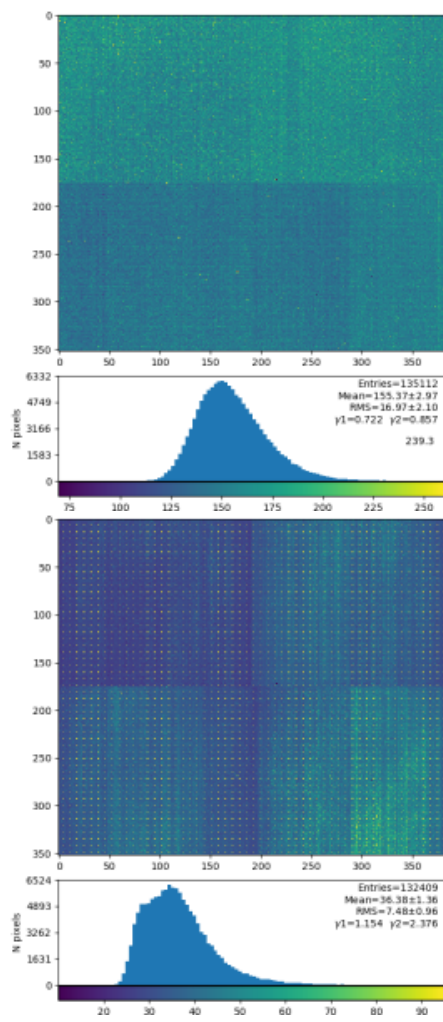 0
50
100
150
200
250
300
350
0 50 100 150 200 250 300 350
6332
4749
3166
1583
0
N pixels
Entries=135112
Mean=155.37±2.97
RMS=16.97±2.10
γ1=0.722 γ2=0.857
239.3
75 100 125 150 175 200 225 250
0
50
100
150
200
250
300
350
0 50 100 150 200 250 300 350
6524
4893
3262
1631
0
N pixels
Entries=132409
Mean=36.38±1.36
RMS=7.48±0.96
γ1=1.154 γ2=2.376
20 30 40 50 60 70 80 90